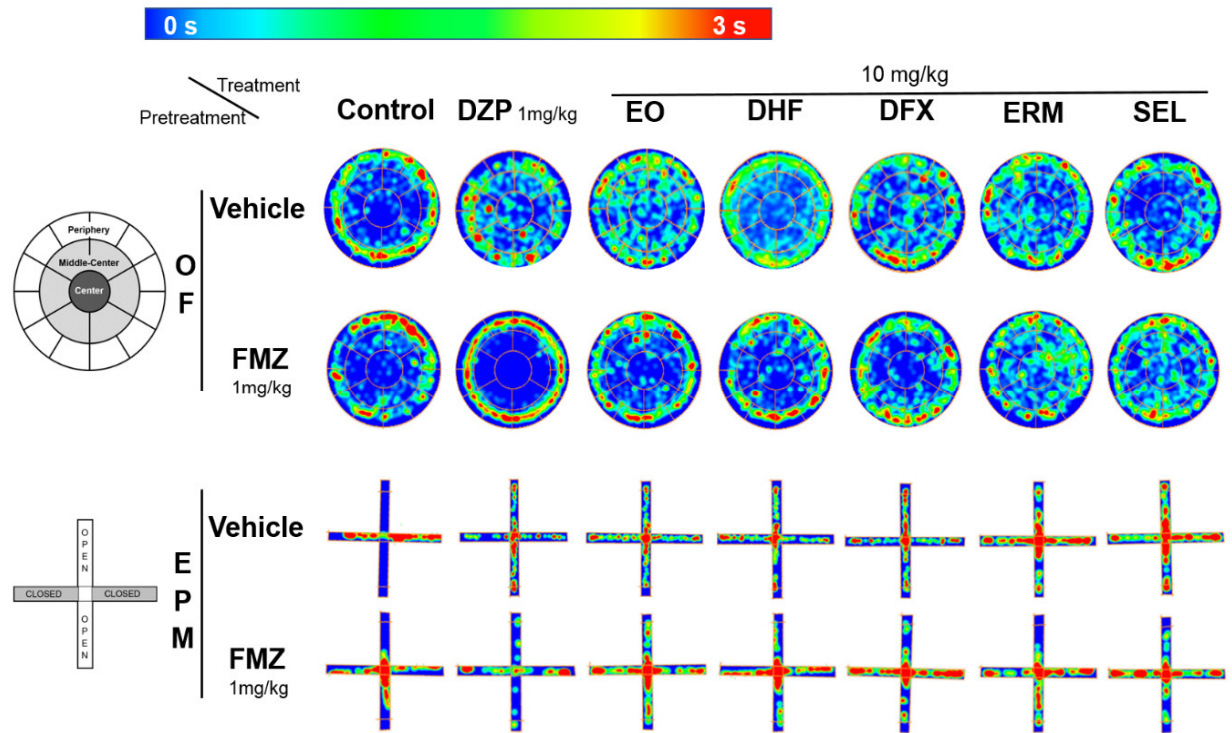 0 s 3 s
Treatment
Pretreatment
10 mg/kg
Control DZP 1mg/kg EO DHF DFX ERM SEL
Periphery
Middle-Center
Center
O
F
Vehicle
FMZ
1mg/kg
OPEN
CLOSED CLOSED
OPEN
E
P
M
Vehicle
FMZ
1mg/kg